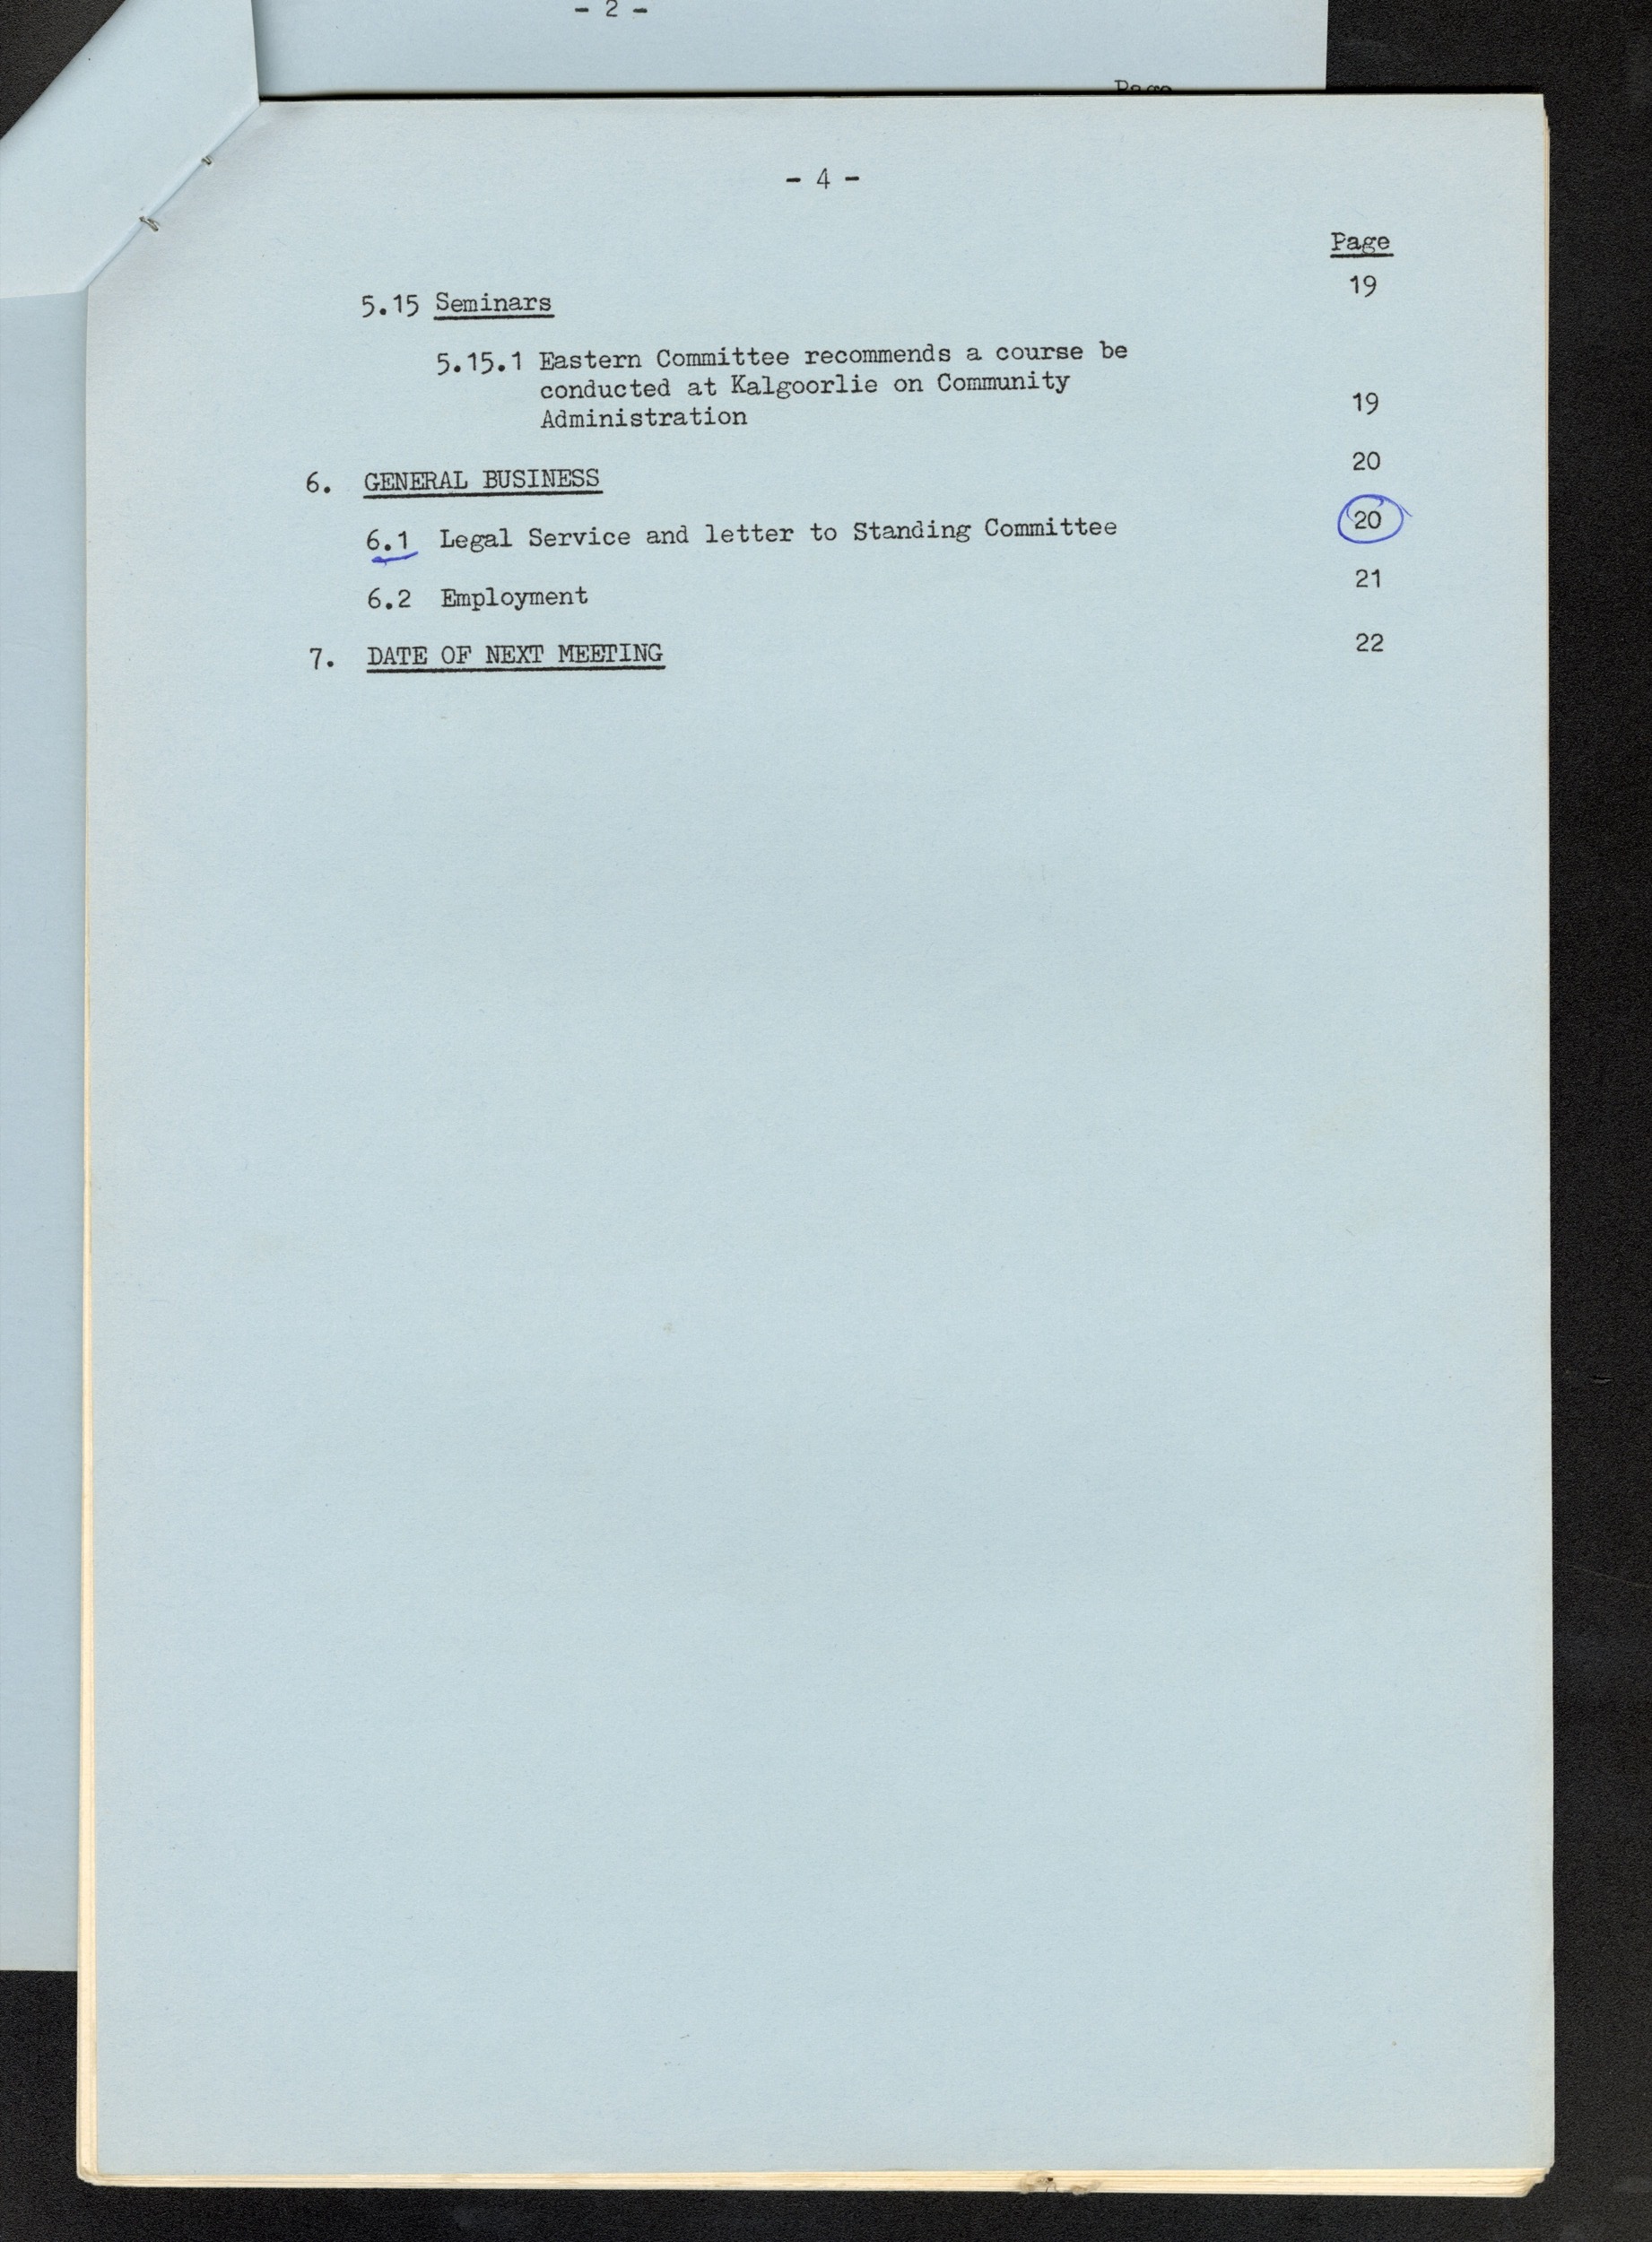 - 2 -
Page
- 4 -
Page
5.15 Seminars 19
5.15.1 Eastern Committee recommends a course be
conducted at Kalgoorlie on Community
Administration 19
6. GENERAL BUSINESS 20
6.1 Legal Service and letter to Standing Committee 20
6.2 Employment 21
7. DATE OF NEXT MEETING 22